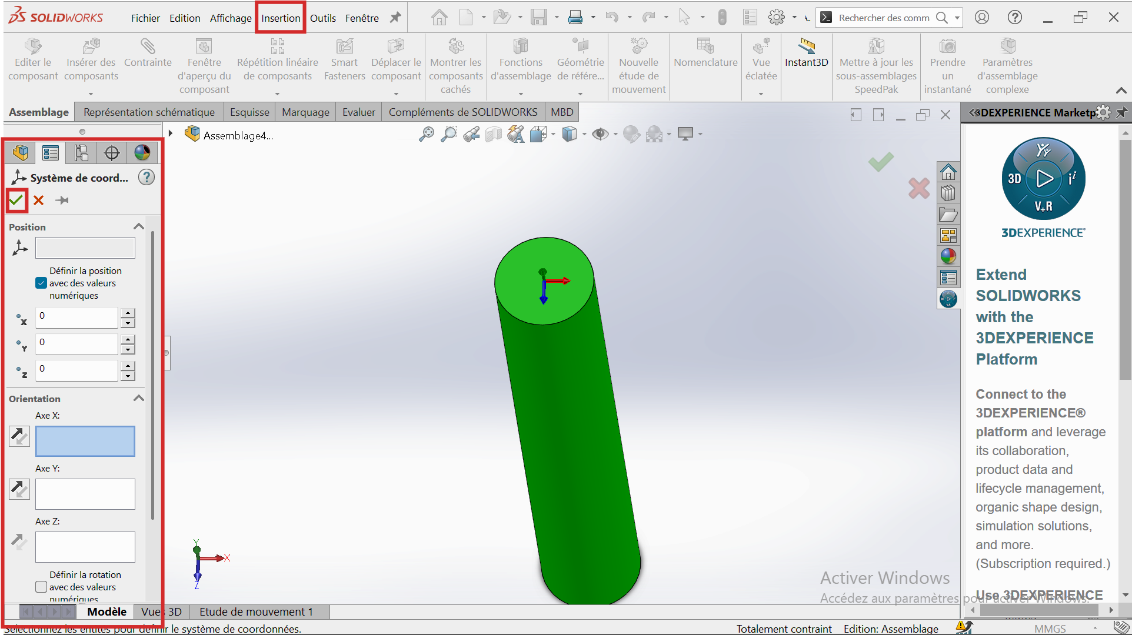 SOLIDWORKS Fichier Edition Affichage Insertion Outils Fenêtre Rechercher des comm
Editer le composant
Insérer des composants
Contrainte
Fenêtre d'aperçu du composant
Répétition linéaire de composants
Smart Fasteners
Déplacer le composant
Montrer les composants cachés
Fonctions d'assemblage
Géométrie de référe...
Nouvelle étude de mouvement
Nomenclature
Vue éclatée
Instant3D
Mettre à jour les sous-assemblages SpeedPak
Prendre un instantané
Paramètres d'assemblage complexe
Assemblage Représentation schématique Esquisse Marquage Evaluer Compléments de SOLIDWORKS MBD
Assemblage4...
Système de coord...
Position
Définir la position
avec des valeurs
numériques
X 0
Y 0
Z 0
Orientation
Axe X:
Axe Y:
Axe Z:
Définir la rotation
avec des valeurs
numériques
Y
X
Z
Modèle Vues 3D Etude de mouvement 1
Sélectionnez les entités pour définir le système de coordonnées.
Totalement contraint Edition: Assemblage MMGS
3DEXPERIENCE Marketp
3D
V+R
3DEXPERIENCE
Extend
SOLIDWORKS
with the
3DEXPERIENCE
Platform
Connect to the
3DEXPERIENCE®
platform and leverage
its collaboration,
product data and
lifecycle management,
organic shape design,
simulation solutions,
and more.
(Subscription required.)
Use 3DEXPERIENCE
Activer Windows
Accédez aux paramètres pour activer Windows.